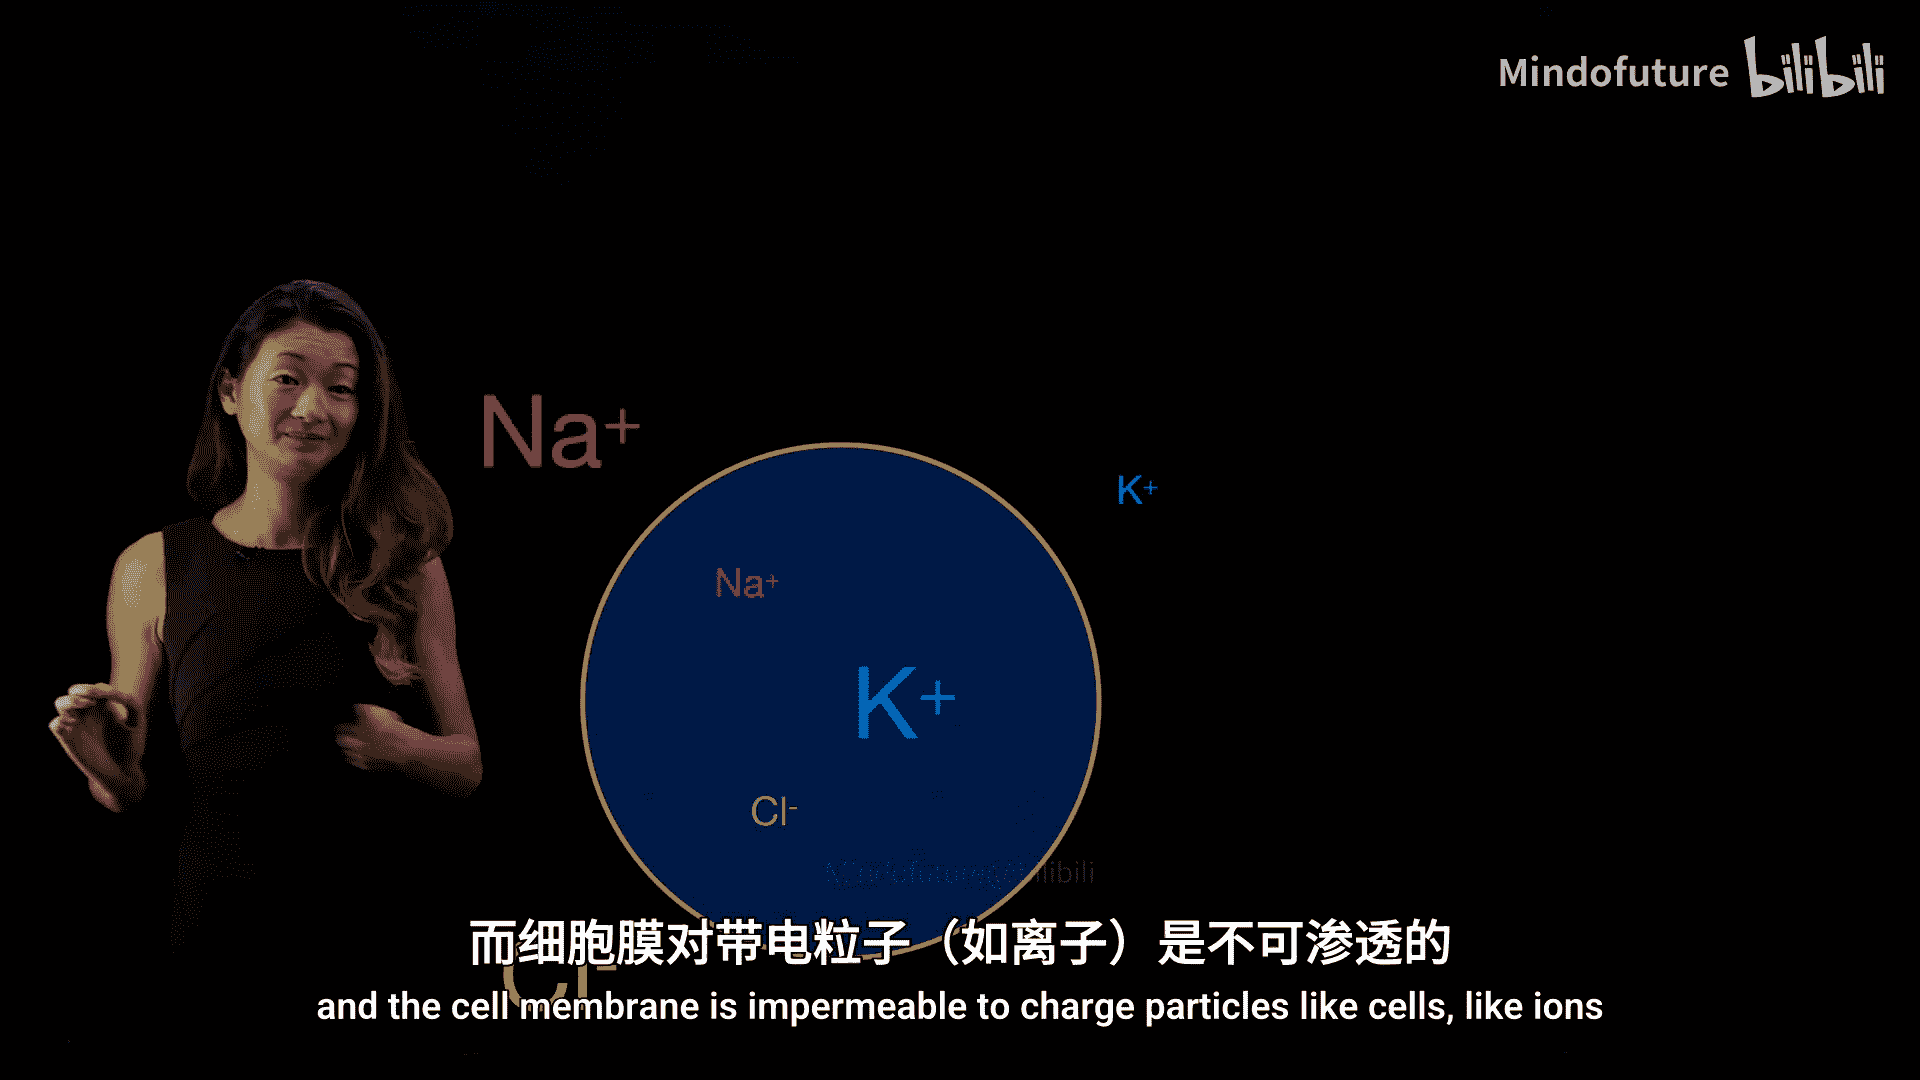 Mindofuture bilibili
Na+
K+
Na+
K+
Cl-
而细胞膜对带电粒子（如离子）是不可渗透的
Cl-
and the cell membrane is impermeable to charge particles like cells, like ions